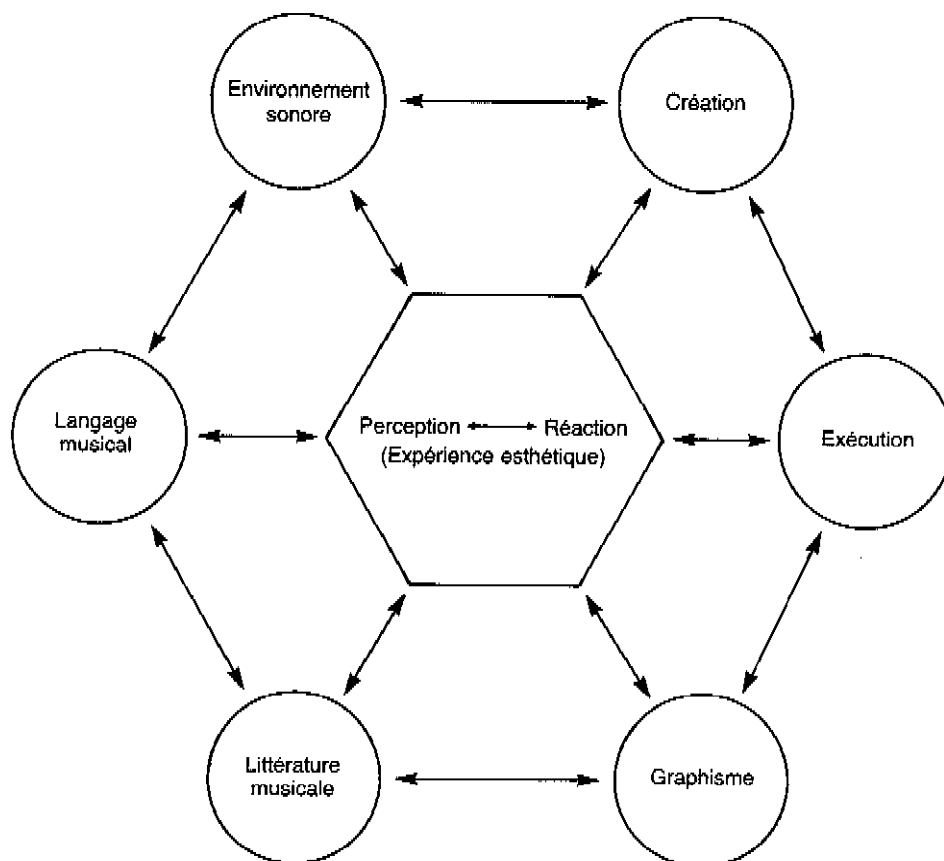 Environnement
sonore
Création
Langage
musical
Perception Réaction
(Expérience esthétique)
Exécution
Littérature
musicale
Graphisme